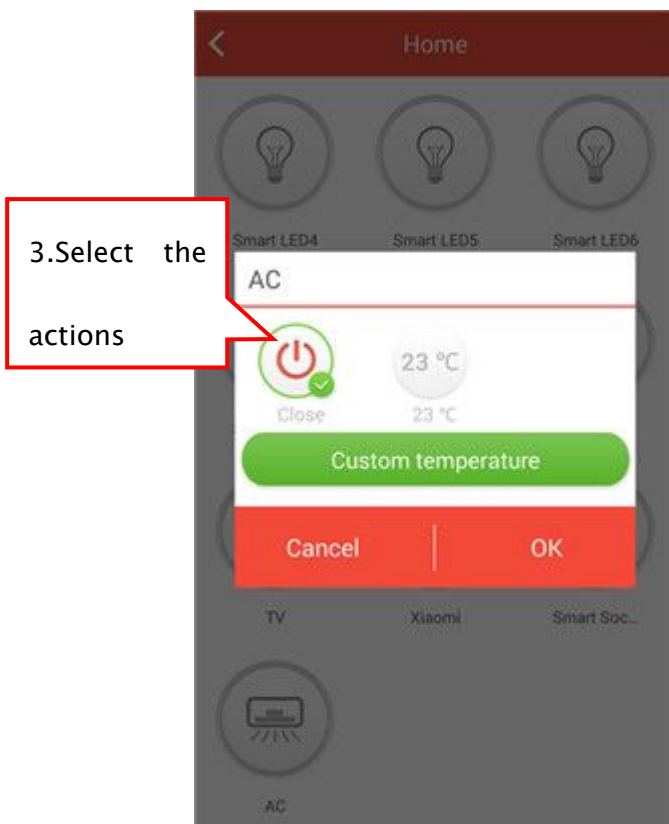 Home
Smart LED4 Smart LED5 Smart LED6
3.Select the
actions
AC
23 °C
Close 23 °C
Custom temperature
Cancel OK
TV Xiaomi Smart Soc...
AC